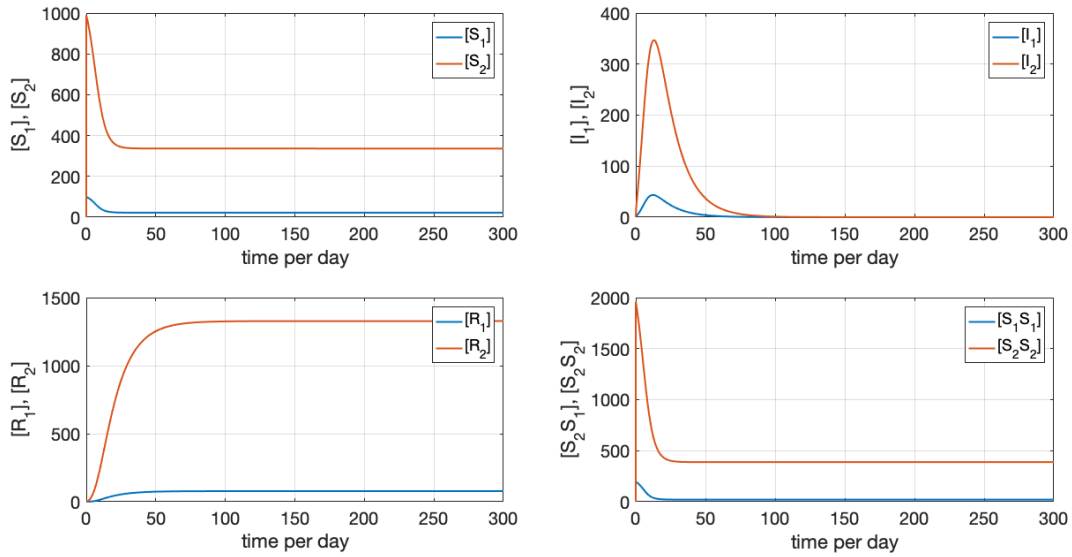 1000
800
600
400
200
0
[S₁], [S₂]
[S₁]
[S₂]
0 50 100 150 200 250 300
time per day
400
300
200
100
0
[I₁], [I₂]
[I₁]
[I₂]
0 50 100 150 200 250 300
time per day
1500
1000
500
0
[R₁], [R₂]
[R₁]
[R₂]
0 50 100 150 200 250 300
time per day
2000
1500
1000
500
0
[S₂S₁], [S₂S₂]
[S₁S₁]
[S₂S₂]
0 50 100 150 200 250 300
time per day